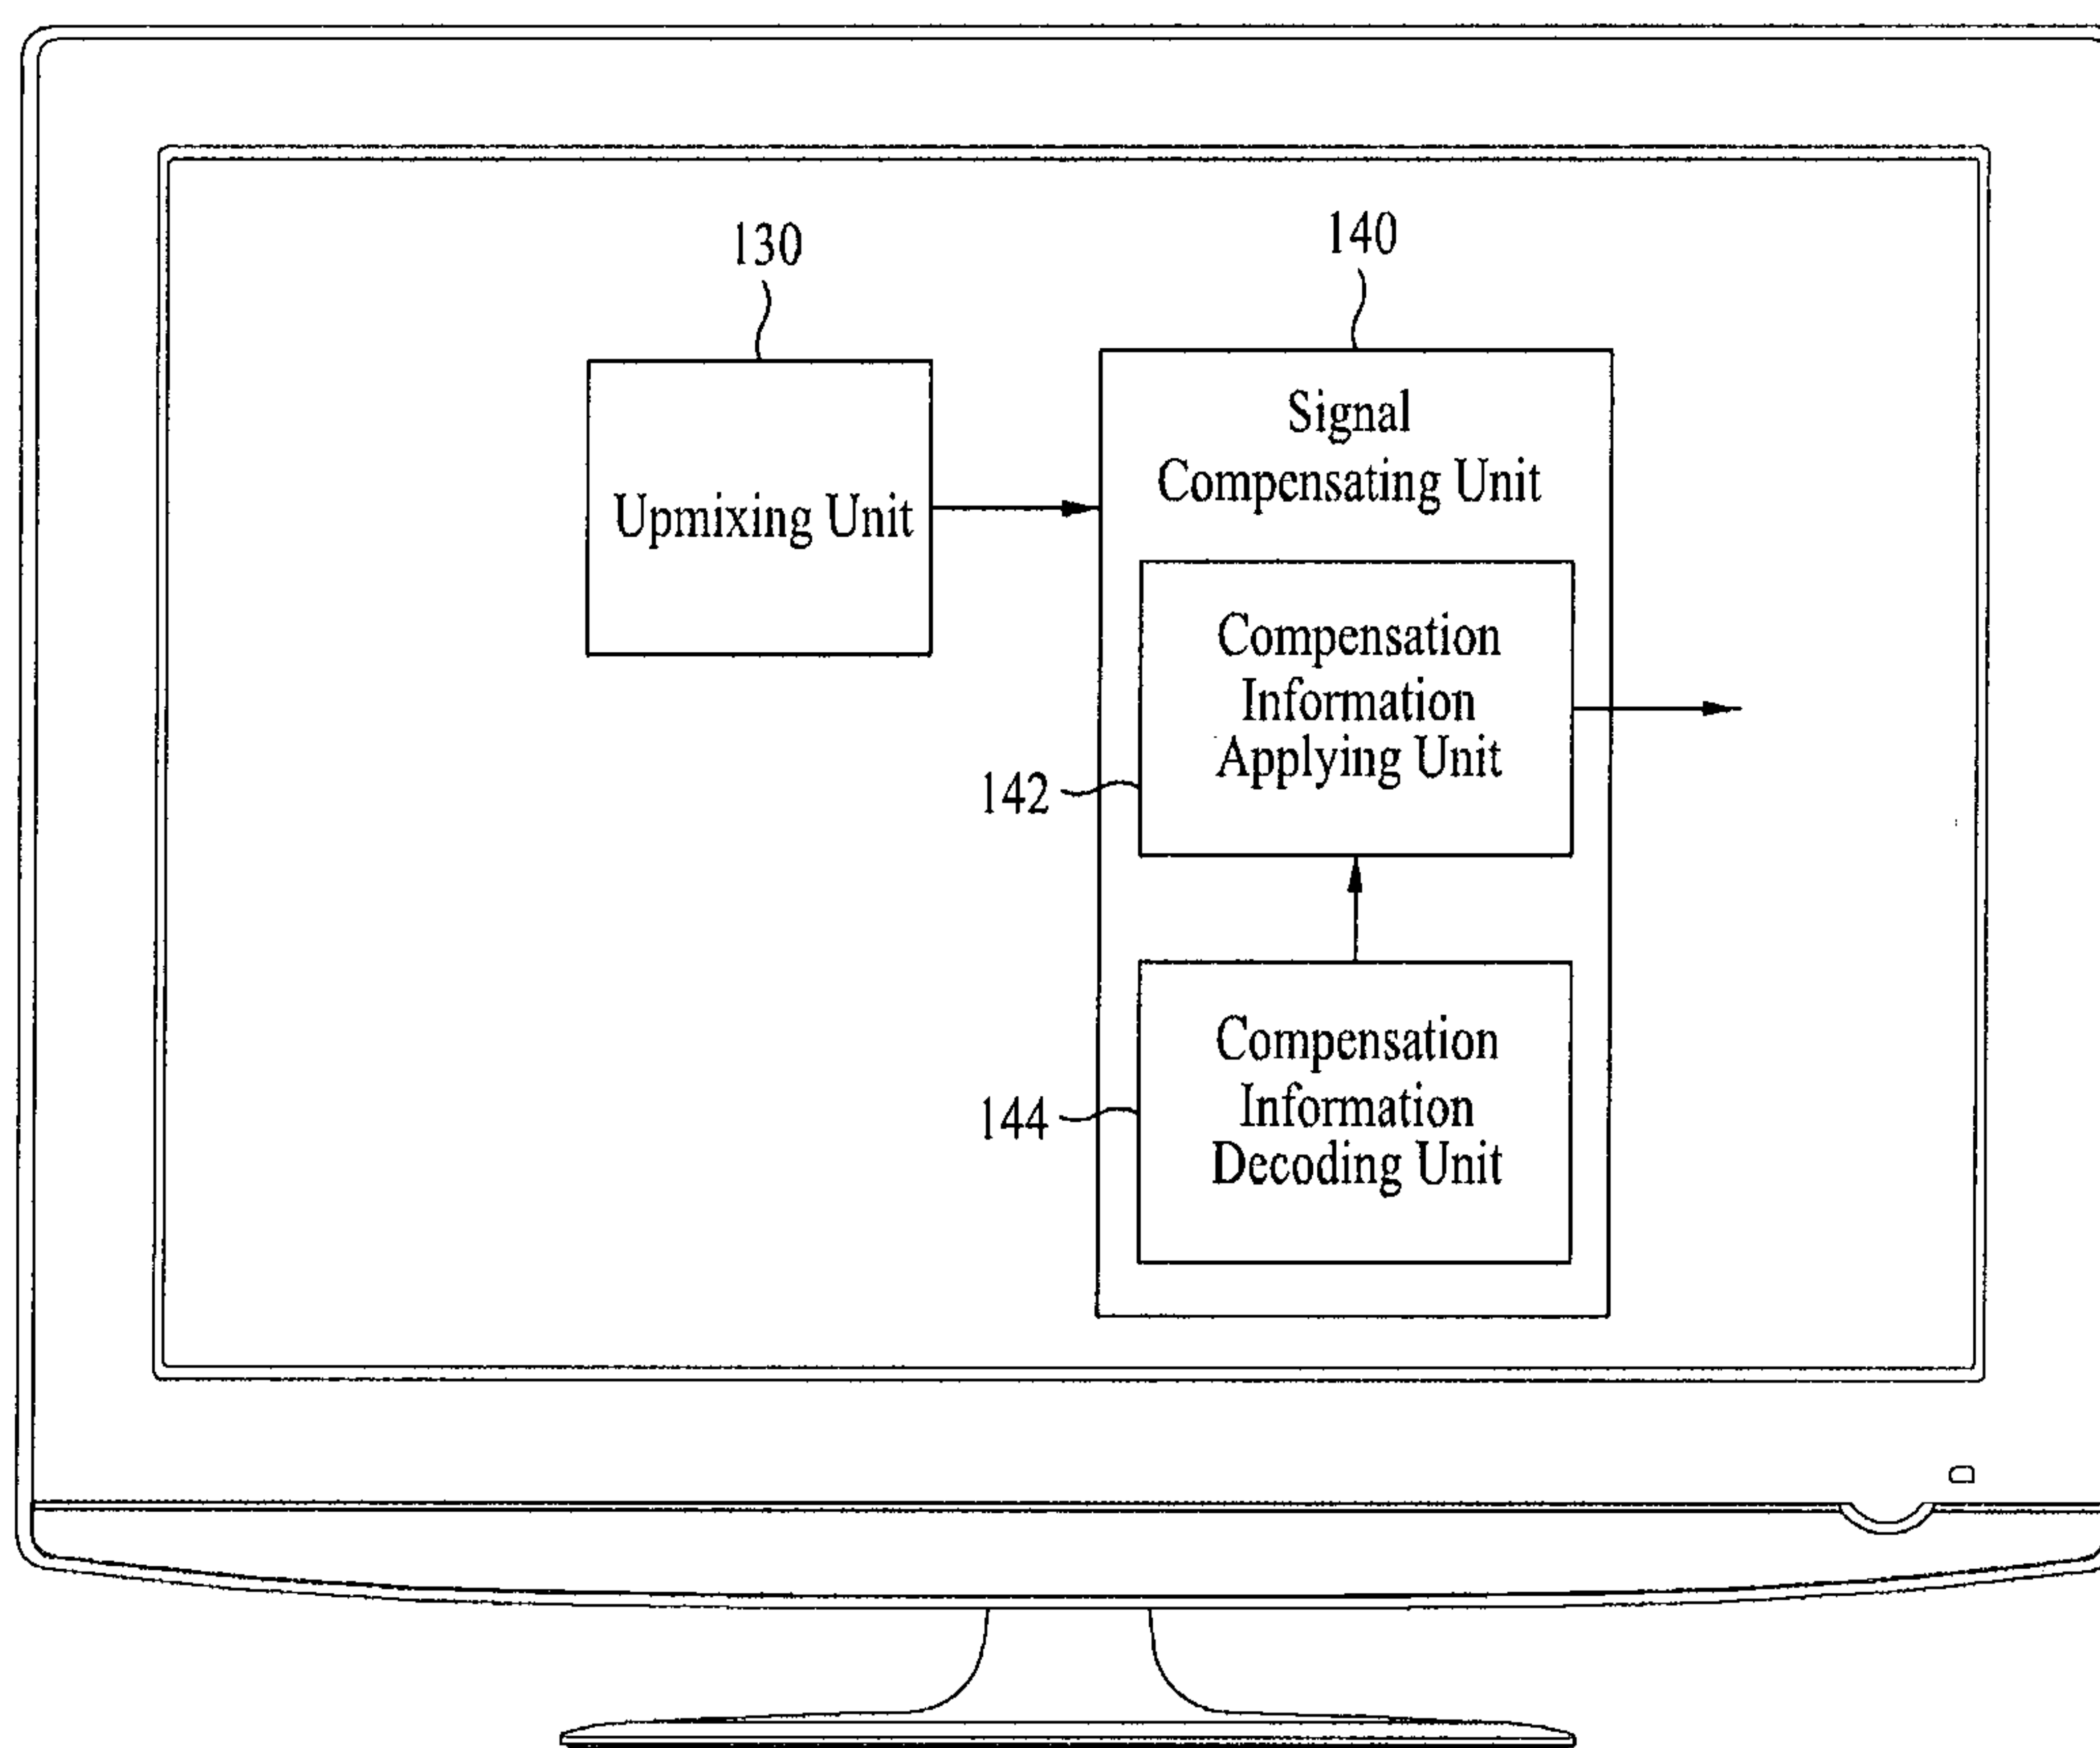 130
140
Upmixing Unit
Signal
Compensating Unit
Compensation
Information
Applying Unit
142
Compensation
Information
Decoding Unit
144